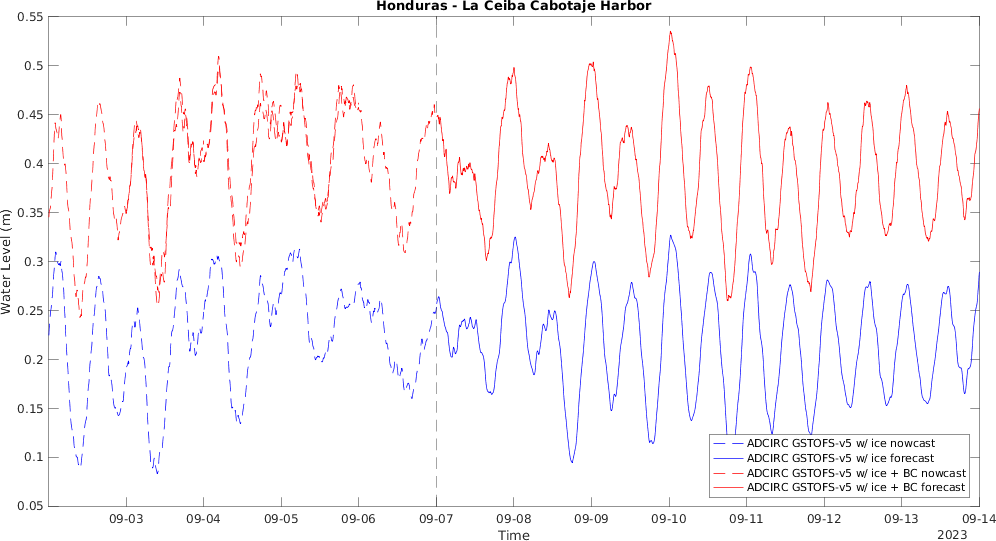 Honduras - La Ceiba Cabotaje Harbor
0.55
0.5
0.45
0.4
0.35
0.3
0.25
0.2
0.15
0.1
0.05
Water Level (m)
ADCIRC GSTOFS-v5 w/ ice nowcast
ADCIRC GSTOFS-v5 w/ ice forecast
ADCIRC GSTOFS-v5 w/ ice + BC nowcast
ADCIRC GSTOFS-v5 w/ ice + BC forecast
09-03 09-04 09-05 09-06 09-07 09-08 09-09 09-10 09-11 09-12 09-13 09-14
Time
2023